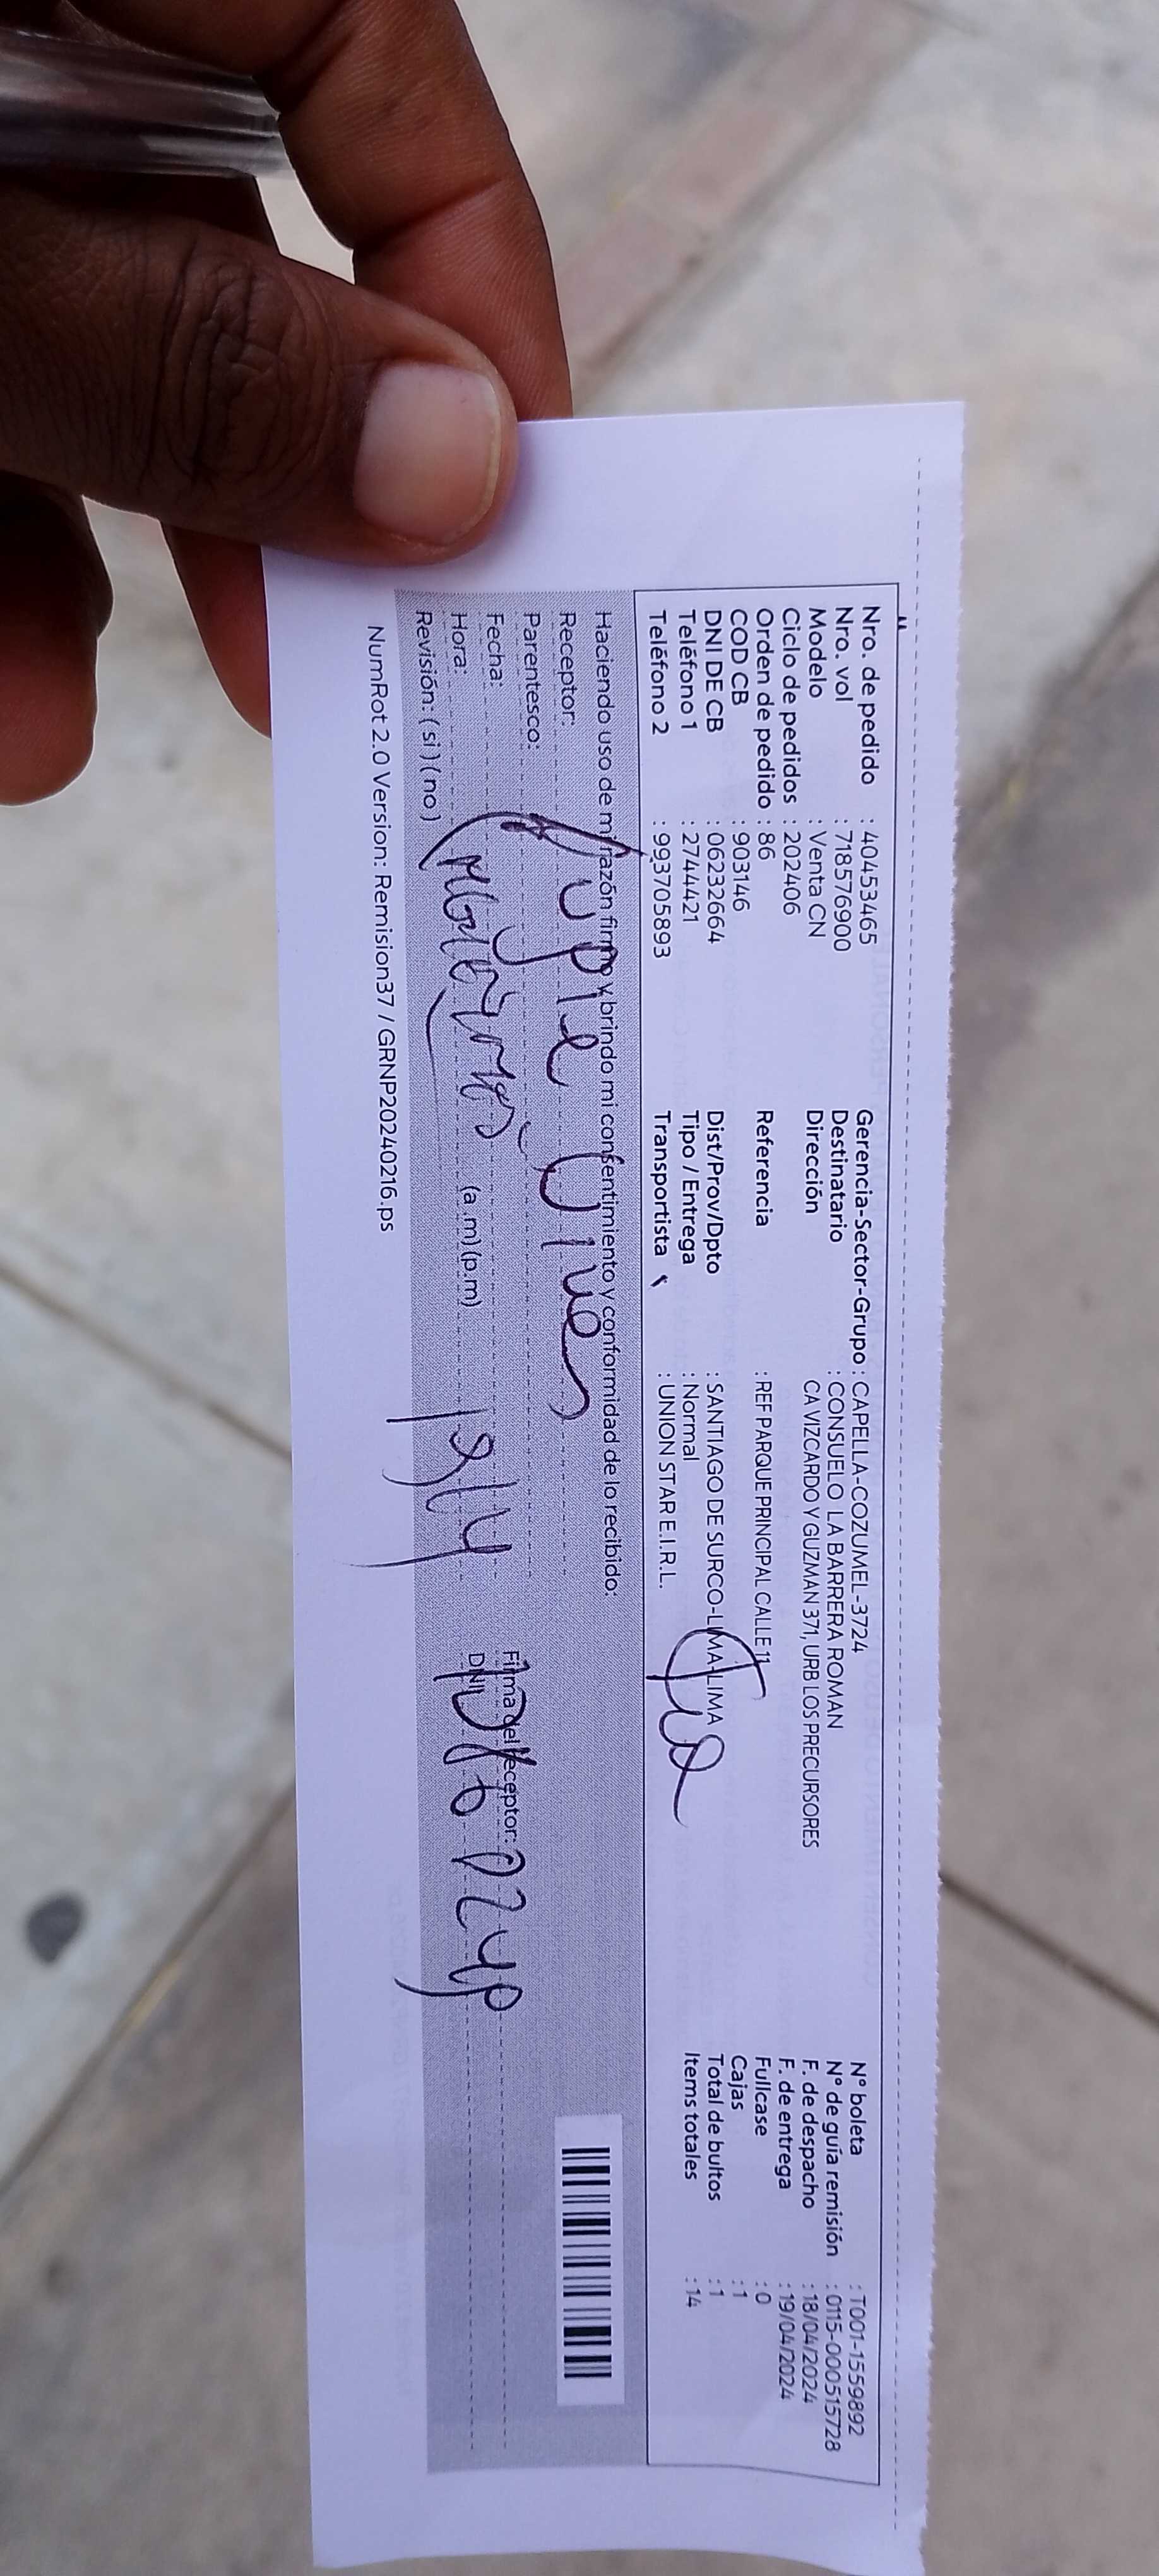 Nro. de pedido : 40453465 Gerencia-Sector-Grupo : CAPELLA-COZUMEL-3724 N° boleta : T001-1559892
Nro. vol : 718576900 Destinatario : CONSUELO LA BARRERA ROMAN N° de guía remisión : 0115-000515728
Modelo : Venta CN Dirección CA VIZCARDO Y GUZMAN 371, URB LOS PRECURSORES F. de despacho : 18/04/2024
Ciclo de pedidos : 202406 F. de entrega : 19/04/2024
Orden de pedido : 86 Referencia : REF PARQUE PRINCIPAL CALLE 11 Fullcase : 0
COD CB : 903146 Cajas : 1
DNI DE CB : 06232664 Dist/Prov/Dpto : SANTIAGO DE SURCO-LIMA-LIMA Total de bultos : 1
Teléfono 1 : 2744421 Tipo / Entrega : Normal Items totales : 14
Teléfono 2 : 993705893 Transportista : UNION STAR E.I.R.L.
Haciendo uso de mi razón firmo y brindo mi consentimiento y conformidad de lo recibido:
Receptor:
Parentesco:
Fecha: Firma del receptor:
Hora: (a.m) (p.m) 19/4 DNI:
Revisión: ( si ) ( no )
NumRot 2.0 Version: Remision37 / GRNP20240216.ps